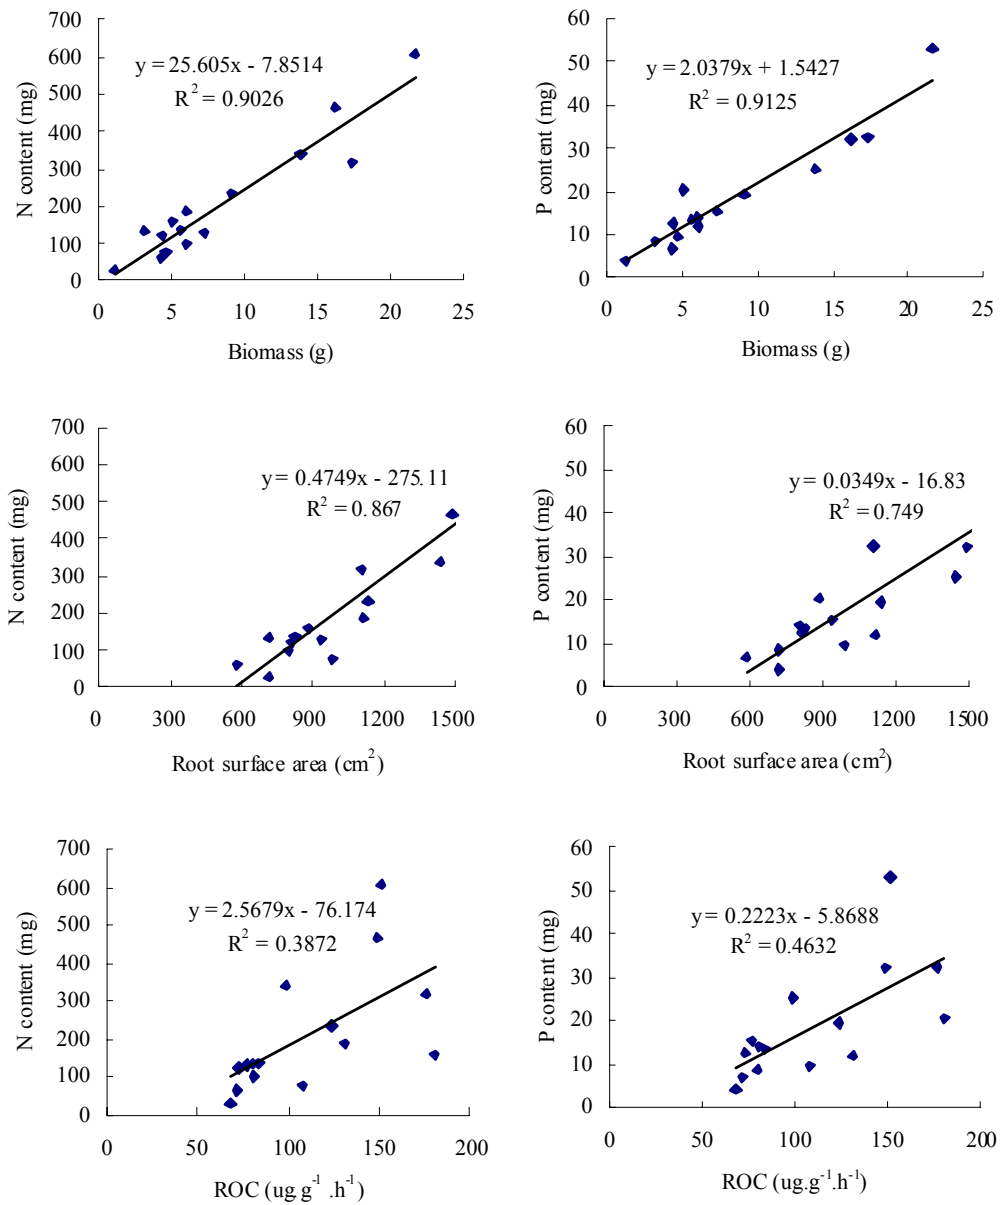 700
600
500
400
300
200
100
0
N content (mg)
y = 25.605x - 7.8514
R² = 0.9026
0 5 10 15 20 25
Biomass (g)
60
50
40
30
20
10
0
P content (mg)
y = 2.0379x + 1.5427
R² = 0.9125
0 5 10 15 20 25
Biomass (g)
700
600
500
400
300
200
100
0
N content (mg)
y = 0.4749x - 275.11
R² = 0.867
0 300 600 900 1200 1500
Root surface area (cm²)
60
50
40
30
20
10
0
P content (mg)
y = 0.0349x - 16.83
R² = 0.749
0 300 600 900 1200 1500
Root surface area (cm²)
700
600
500
400
300
200
100
0
N content (mg)
y = 2.5679x - 76.174
R² = 0.3872
0 50 100 150 200
ROC (ug g⁻¹ .h⁻¹)
60
50
40
30
20
10
0
P content (mg)
y = 0.2223x - 5.8688
R² = 0.4632
0 50 100 150 200
ROC (ug.g⁻¹.h⁻¹)